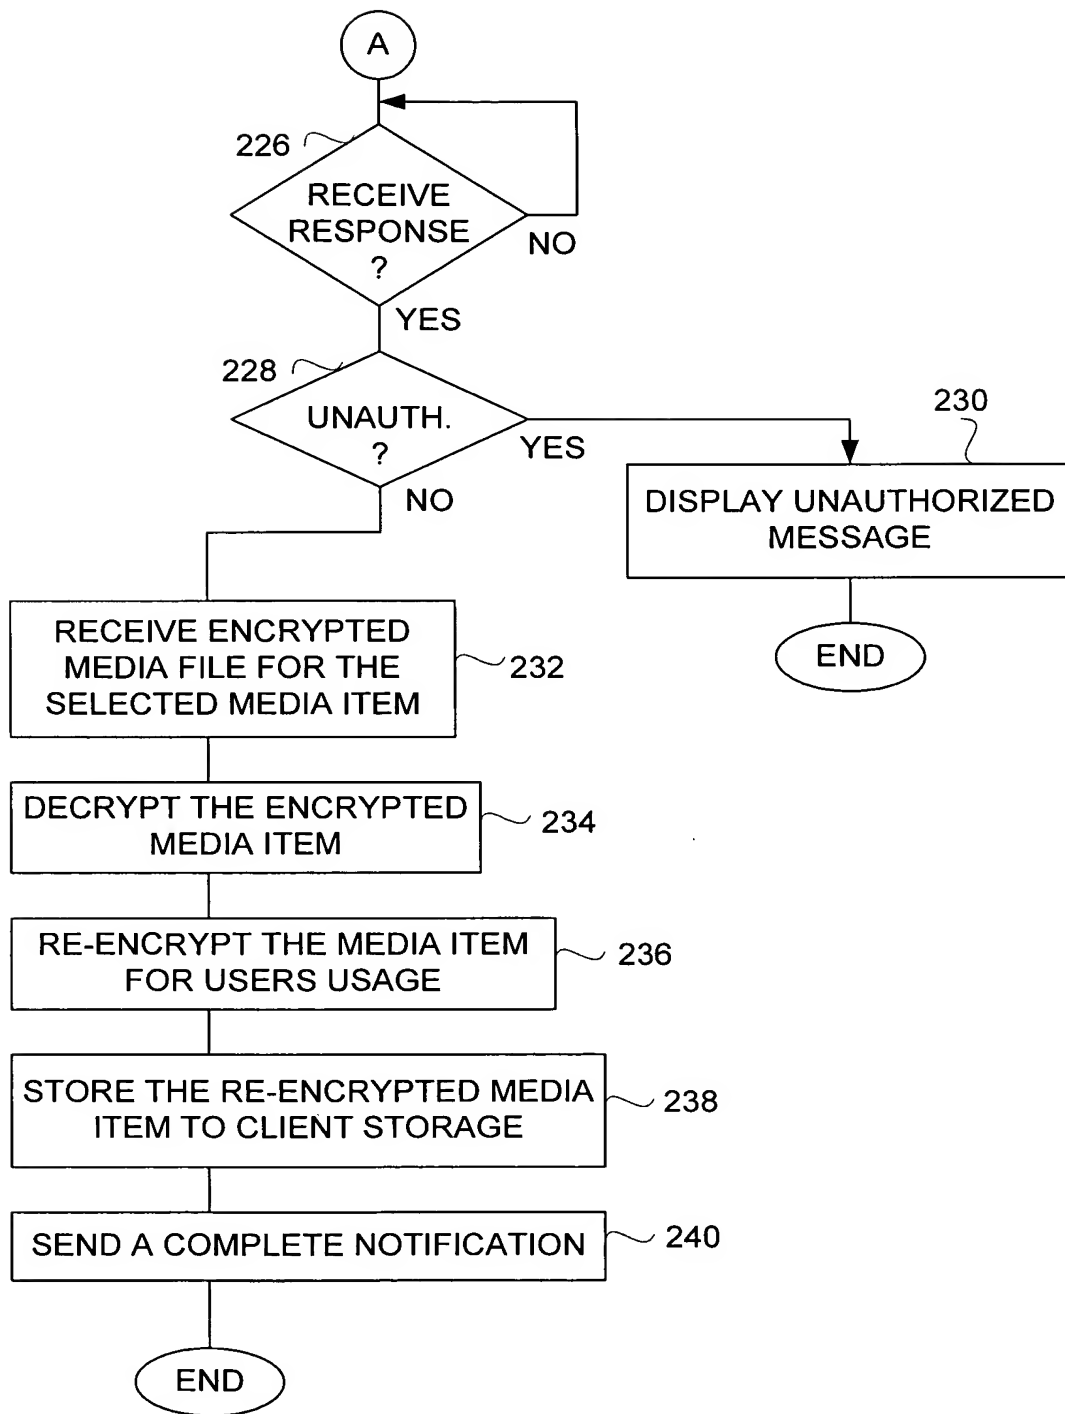 A
226
RECEIVE
RESPONSE
?
NO
YES
228
UNAUTH.
?
YES
NO
230
DISPLAY UNAUTHORIZED
MESSAGE
END
RECEIVE ENCRYPTED
MEDIA FILE FOR THE
SELECTED MEDIA ITEM
232
DECRYPT THE ENCRYPTED
MEDIA ITEM
234
RE-ENCRYPT THE MEDIA ITEM
FOR USERS USAGE
236
STORE THE RE-ENCRYPTED MEDIA
ITEM TO CLIENT STORAGE
238
SEND A COMPLETE NOTIFICATION
240
END